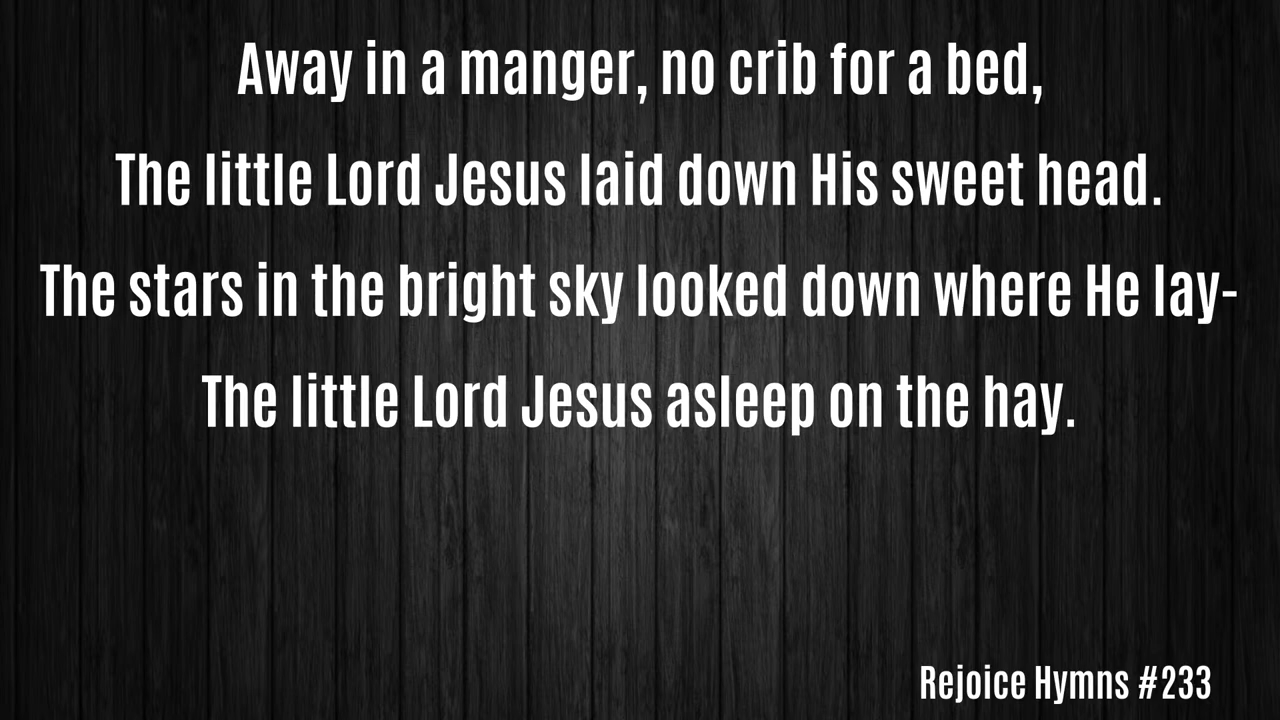 Away in a manger, no crib for a bed,
The little Lord Jesus laid down His sweet head.
The stars in the bright sky looked down where He lay-
The little Lord Jesus asleep on the hay.
Rejoice Hymns #233